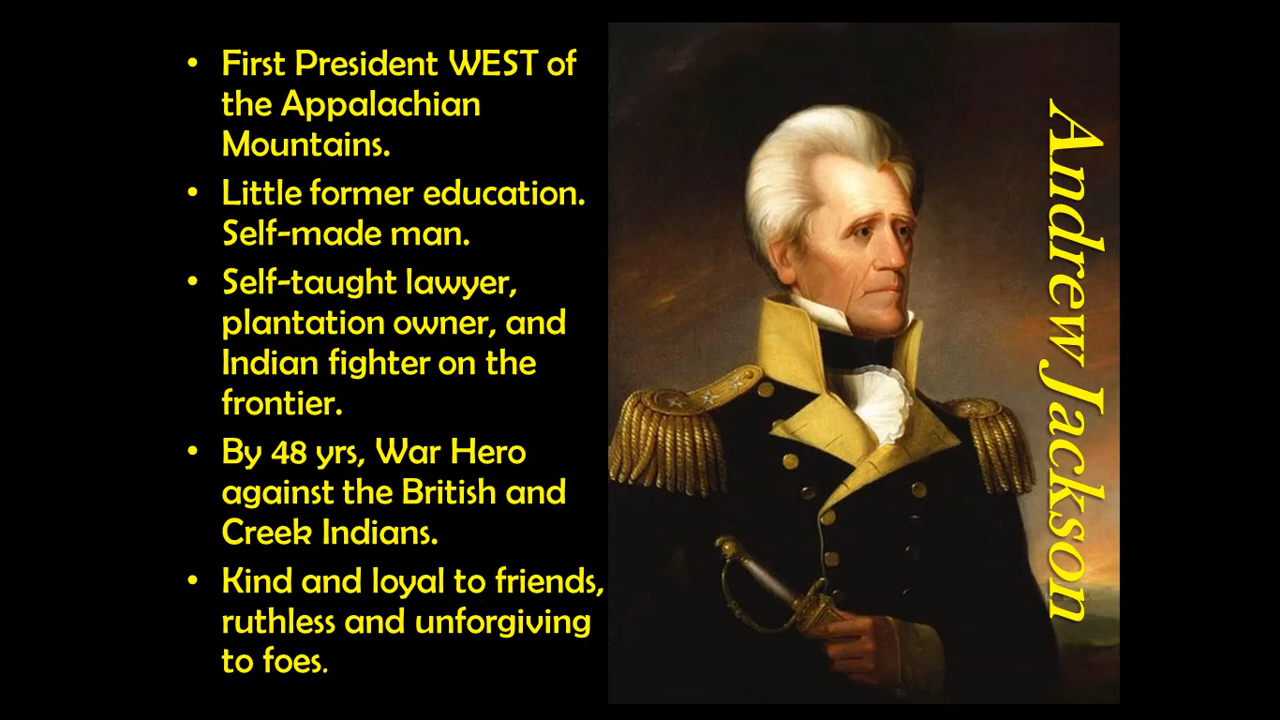 • First President WEST of
the Appalachian
Mountains.
• Little former education.
Self-made man.
• Self-taught lawyer,
plantation owner, and
Indian fighter on the
frontier.
• By 48 yrs, War Hero
against the British and
Creek Indians.
• Kind and loyal to friends,
ruthless and unforgiving
to foes.
Andrew Jackson